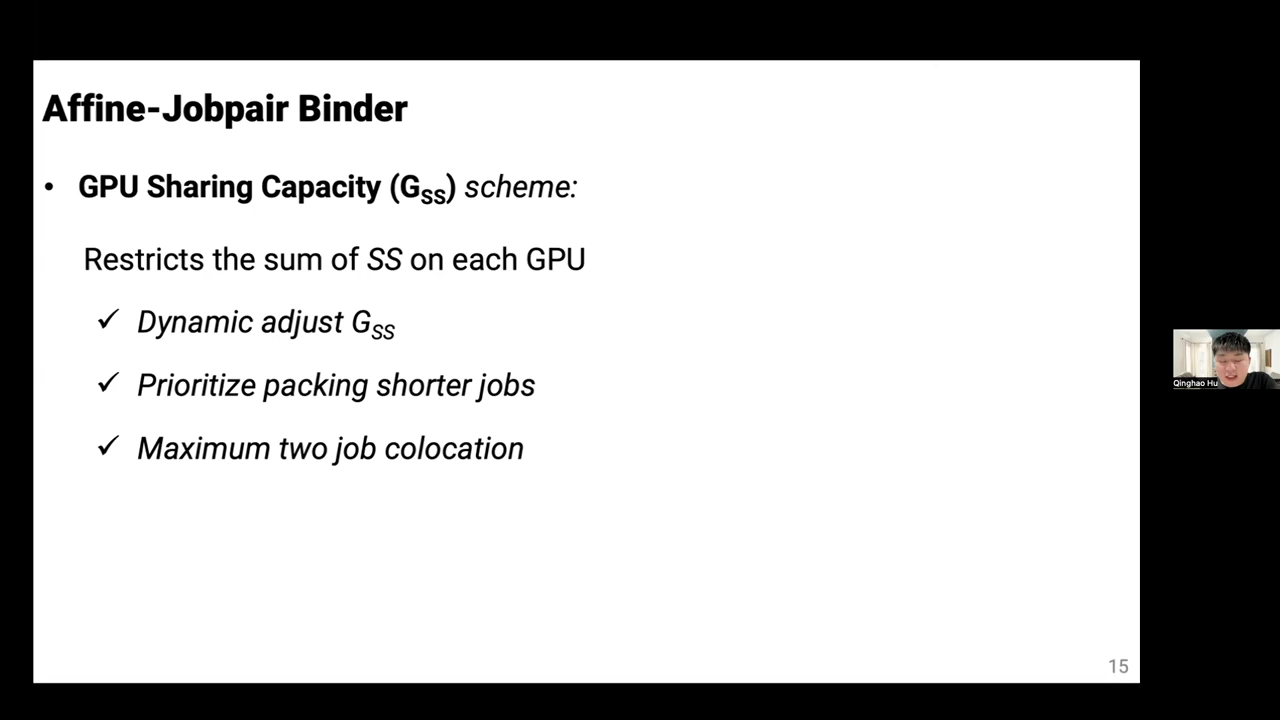 Affine-Jobpair Binder
• GPU Sharing Capacity (GSS) scheme:
Restricts the sum of SS on each GPU
✓ Dynamic adjust GSS
✓ Prioritize packing shorter jobs
Qinghao Hu
✓ Maximum two job colocation
15